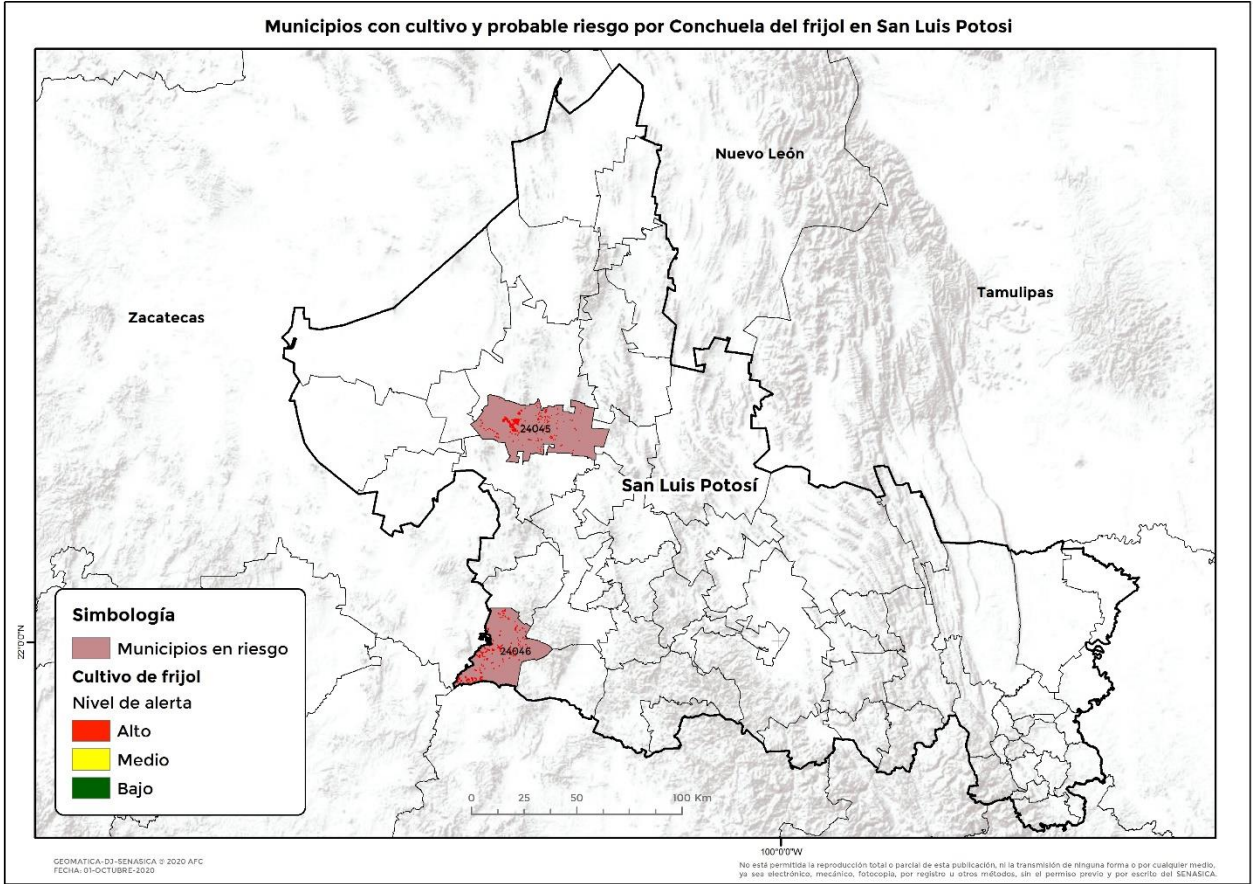 Municipios con cultivo y probable riesgo por Conchuela del frijol en San Luis Potosi
Nuevo León
Tamulipas
Zacatecas
24045
San Luis Potosí
24046
22°0'0"N
Simbología
Municipios en riesgo
Cultivo de frijol
Nivel de alerta
Alto
Medio
Bajo
0 25 50 100 Km
100°0'0"W
GEOMATICA-DJ-SENASICA © 2020 AFC
FECHA: 01-OCTUBRE-2020
No está permitida la reproducción total o parcial de esta publicación, ni la transmisión de ninguna forma o por cualquier medio,
ya sea electrónico, mecánico, fotocopia, por registro u otros métodos, sin el permiso previo y por escrito del SENASICA.